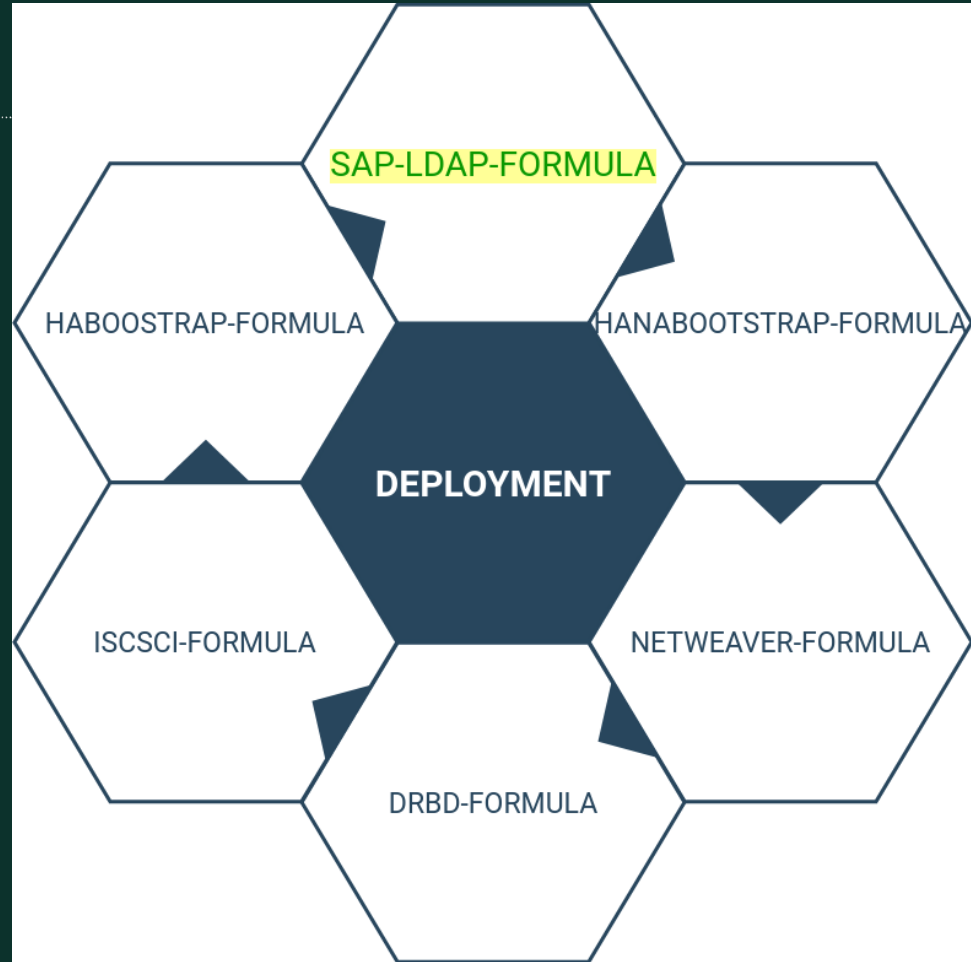 SAP-LDAP-FORMULA
HABOOSTRAP-FORMULA
HANABOOTSTRAP-FORMULA
DEPLOYMENT
ISCSCI-FORMULA
NETWEAVER-FORMULA
DRBD-FORMULA